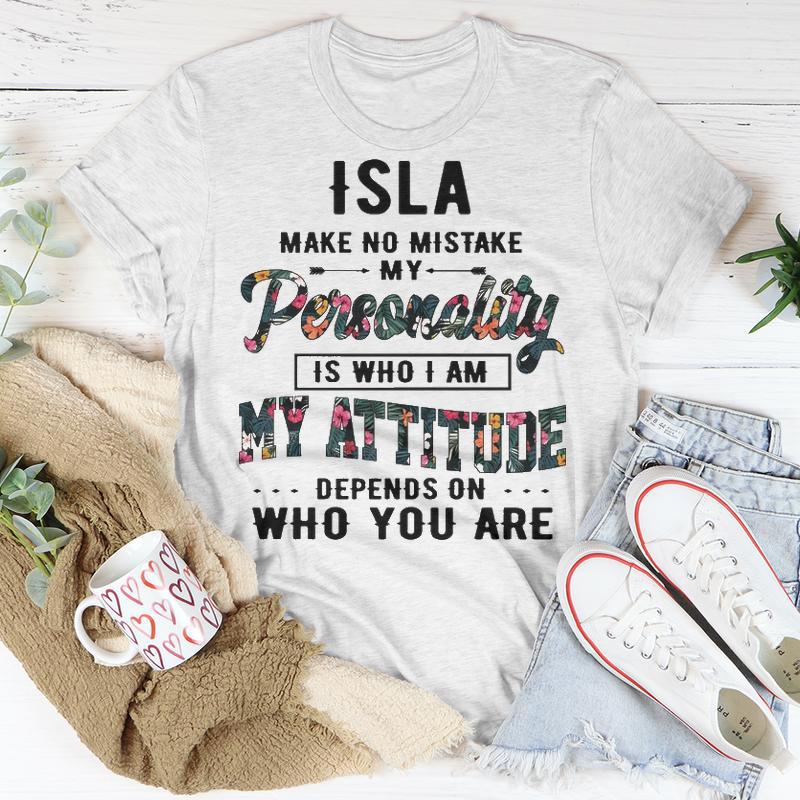 ISLA
MAKE NO MISTAKE
MY
Personality
IS WHO I AM
MY ATTITUDE
DEPENDS ON
WHO YOU ARE